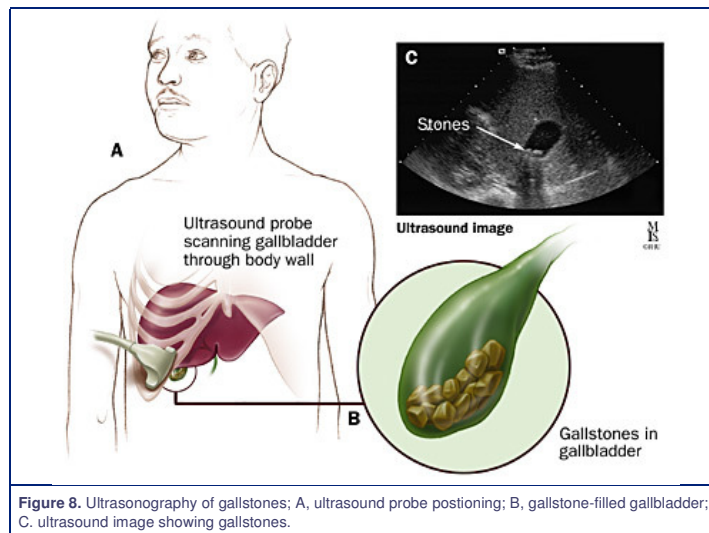 C
Stones
A
Ultrasound image
Ultrasound probe
scanning gallbladder
through body wall
B
Gallstones in
gallbladder
Figure 8. Ultrasonography of gallstones; A, ultrasound probe postioning; B, gallstone-filled gallbladder;
C. ultrasound image showing gallstones.